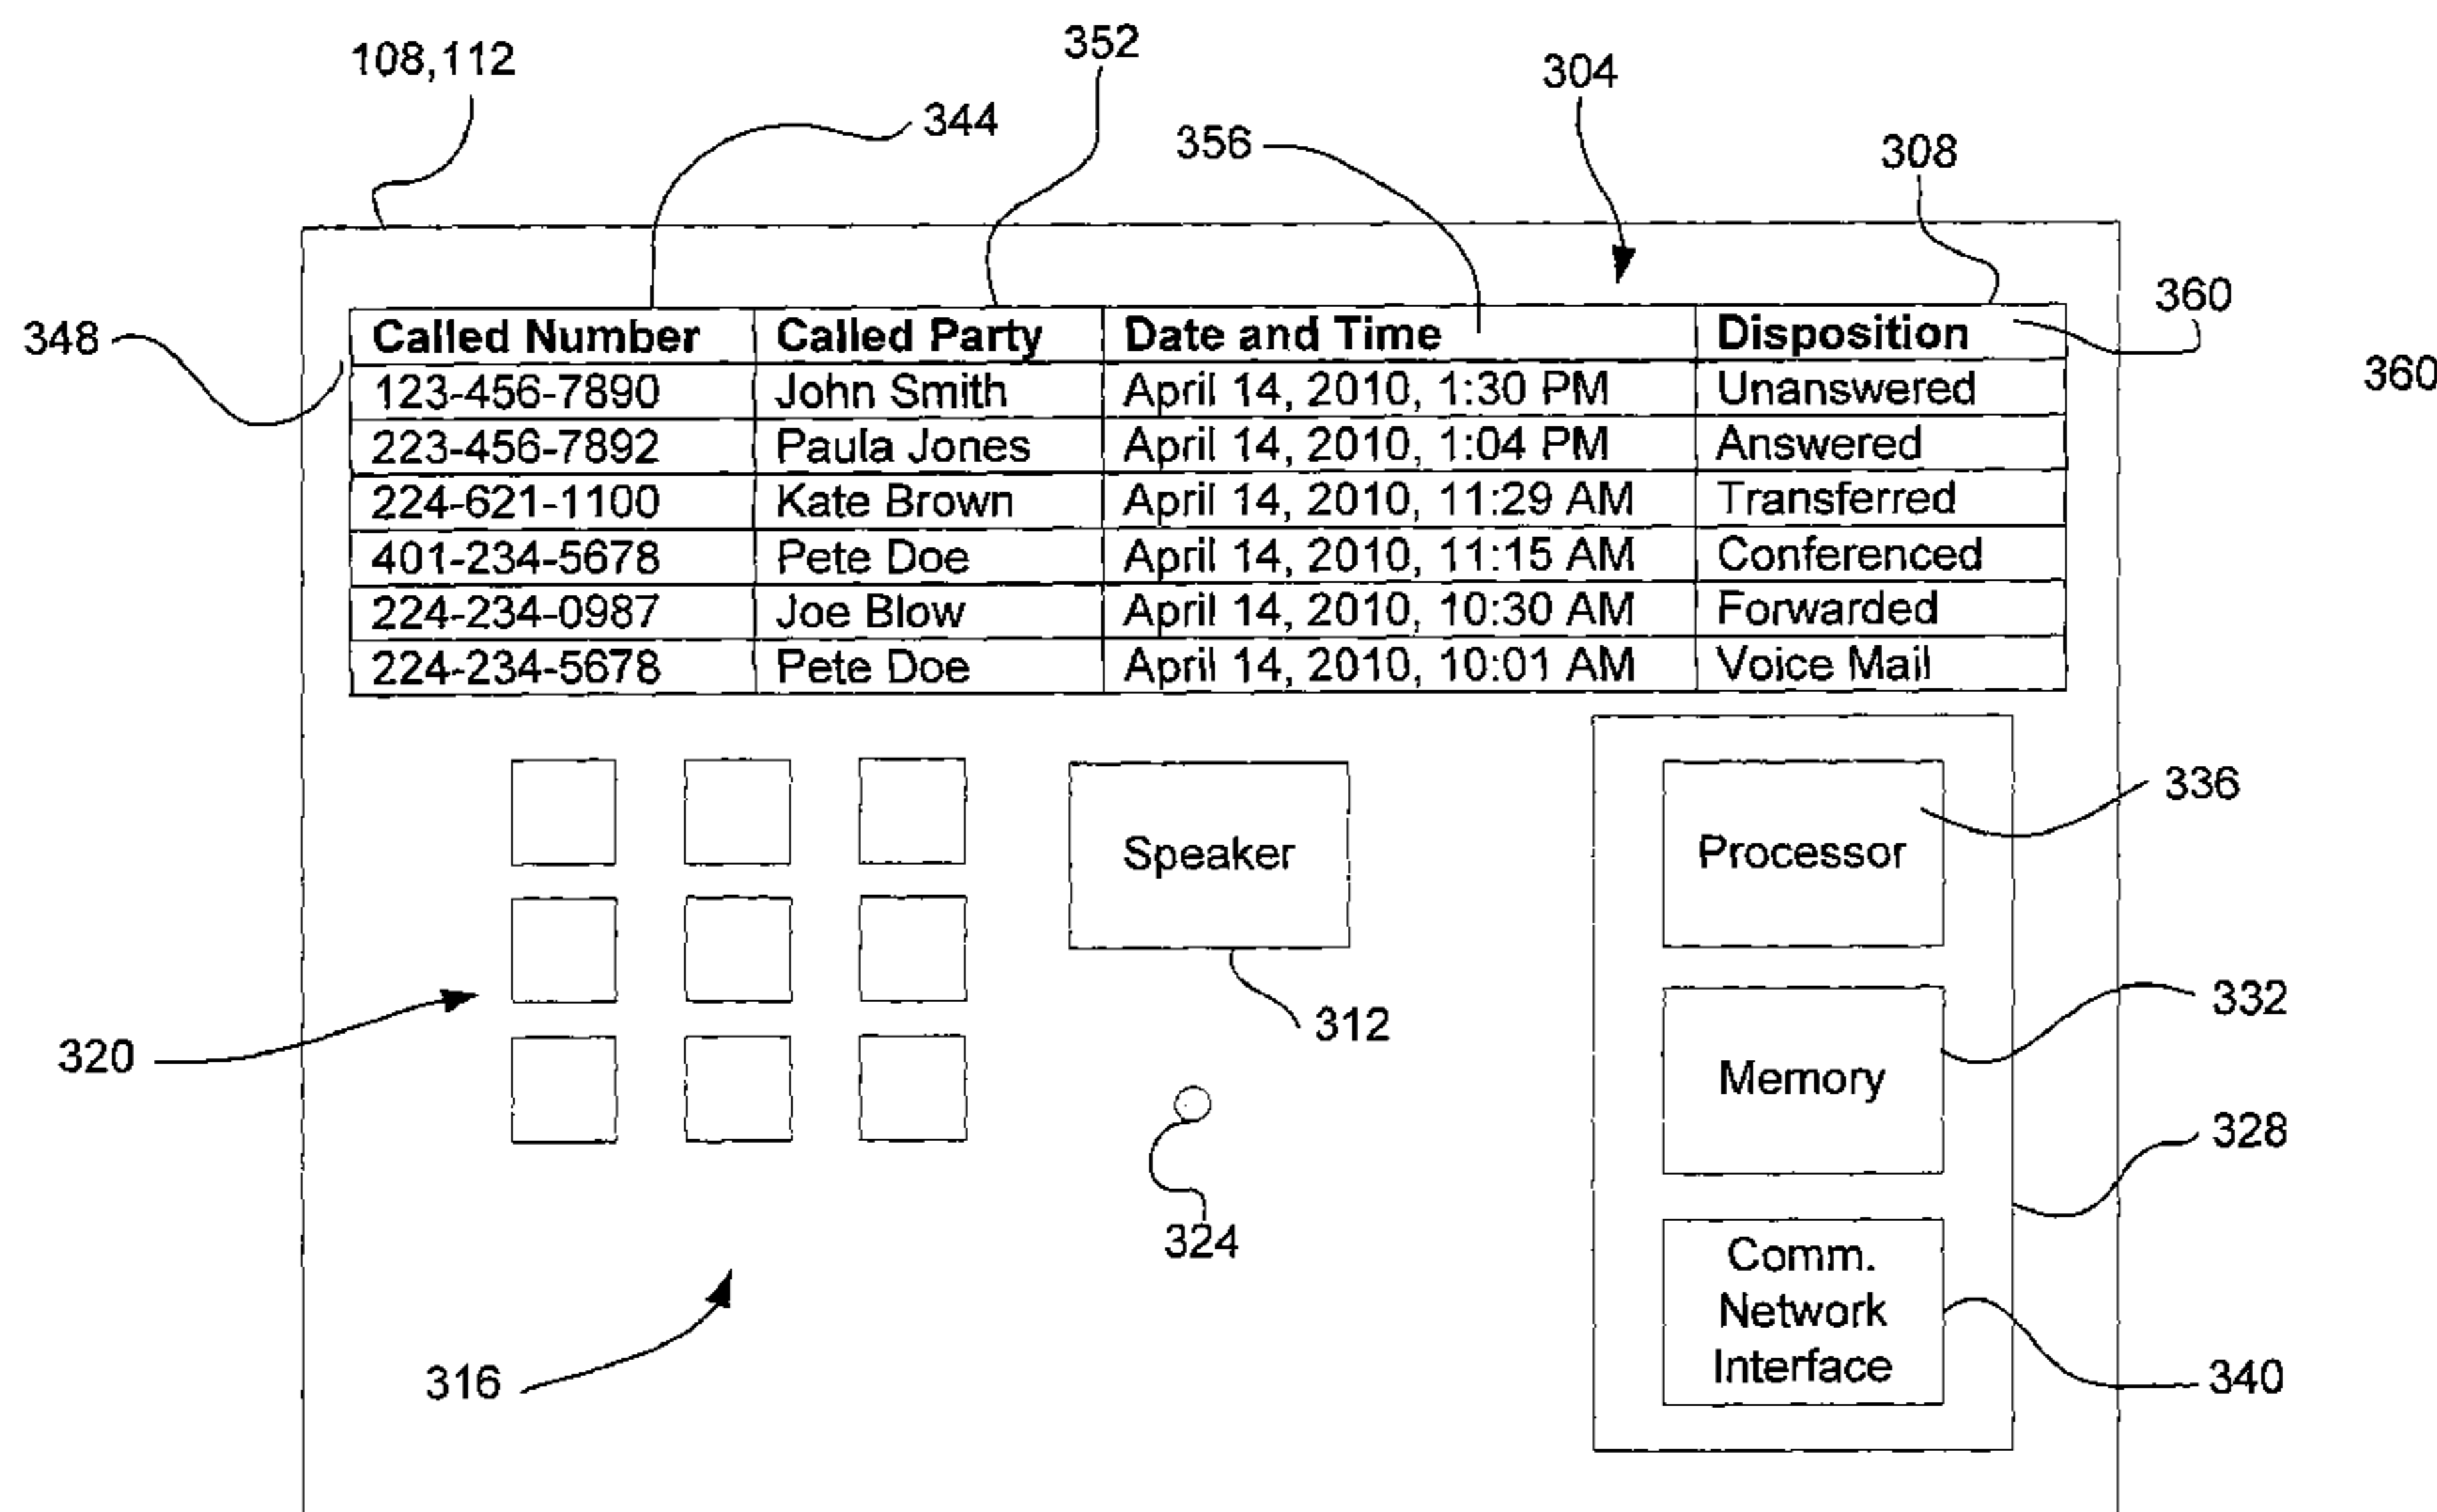 352
108,112
304
344
356
308
360
348
360
Called Number Called Party Date and Time Disposition
123-456-7890 John Smith April 14, 2010, 1:30 PM Unanswered
223-456-7892 Paula Jones April 14, 2010, 1:04 PM Answered
224-621-1100 Kate Brown April 14, 2010, 11:29 AM Transferred
401-234-5678 Pete Doe April 14, 2010, 11:15 AM Conferenced
224-234-0987 Joe Blow April 14, 2010, 10:30 AM Forwarded
224-234-5678 Pete Doe April 14, 2010, 10:01 AM Voice Mail
336
Speaker
Processor
332
312
320
Memory
328
324
Comm.
Network
Interface
316
340